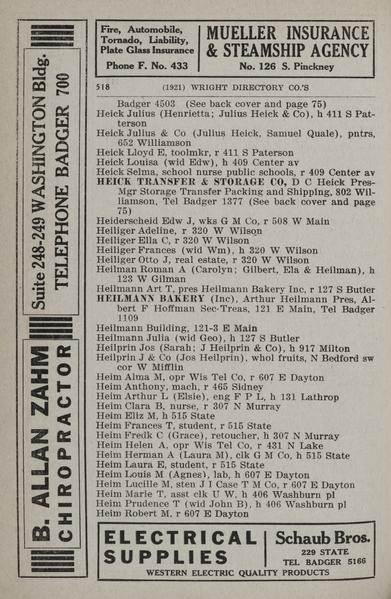 Fire, Automobile,
Tornado, Liability,
Plate Glass Insurance
Phone F. No. 433
MUELLER INSURANCE
& STEAMSHIP AGENCY
No. 126 S. Pinckney
518 (1921) WRIGHT DIRECTORY CO.'S
Badger 4503 (See back cover and page 75)
Heick Julius (Henrietta; Julius Heick & Co), h 411 S Pat-
terson
Heick Julius & Co (Julius Heick, Samuel Quale), pntrs,
652 Williamson
Heick Lloyd E, toolmkr, r 411 S Paterson
Heick Louisa (wid Edw), h 409 Center av
Heick Selma, school nurse public schools, r 409 Center av
HEICK TRANSFER & STORAGE CO, D C Heick Pres-
Mgr Storage Transfer Packing and Shipping, 802 Wil-
liamson, Tel Badger 1377 (See back cover and page
75)
Heiderscheid Edw J, wks G M Co, r 508 W Main
Heiliger Adeline, r 320 W Wilson
Heiliger Ella C, r 320 W Wilson
Heiliger Frances (wid Wm), h 320 W Wilson
Heiliger Otto J, real estate, r 320 W Wilson
Heilman Roman A (Carolyn; Gilbert, Ela & Heilman), h
123 W Gilman
Heilmann Art T, pres Heilmann Bakery Inc, r 127 S Butler
HEILMANN BAKERY (Inc), Arthur Heilmann Pres, Al-
bert F Hoffman Sec-Treas, 121 E Main, Tel Badger
1109
Heilmann Building, 121-3 E Main
Heilmann Julia (wid Geo), h 127 S Butler
Heilprin Jos (Sarah; J Heilprin & Co), h 917 Milton
Heilprin J & Co (Jos Heilprin), whol fruits, N Bedford sw
cor W Mifflin
Heim Alma M, opr Wis Tel Co, r 607 E Dayton
Heim Anthony, mach, r 465 Sidney
Heim Arthur L (Elsie), eng F P L, h 131 Lathrop
Heim Clara B, nurse, r 307 N Murray
Heim Eliz M, h 515 State
Heim Frances T, student, r 515 State
Heim Fredk C (Grace), retoucher, h 307 N Murray
Heim Helen A, opr Wis Tel Co, r 431 N Lake
Heim Herman A (Laura M), clk G M Co, h 515 State
Heim Laura E, student, r 515 State
Heim Louis M (Agnes), lab, h 607 E Dayton
Heim Lucille M, sten J I Case T M Co, r 607 E Dayton
Heim Marie T, asst clk U W, h 406 Washburn pl
Heim Prudence T (wid John B), h 406 Washburn pl
Heim Robert M, r 607 E Dayton
B. ALLAN ZAHM
CHIROPRACTOR
Suite 248-249 WASHINGTON Bldg.
TELEPHONE BADGER 700
ELECTRICAL
SUPPLIES
Schaub Bros.
229 STATE
TEL BADGER 5166
WESTERN ELECTRIC QUALITY PRODUCTS